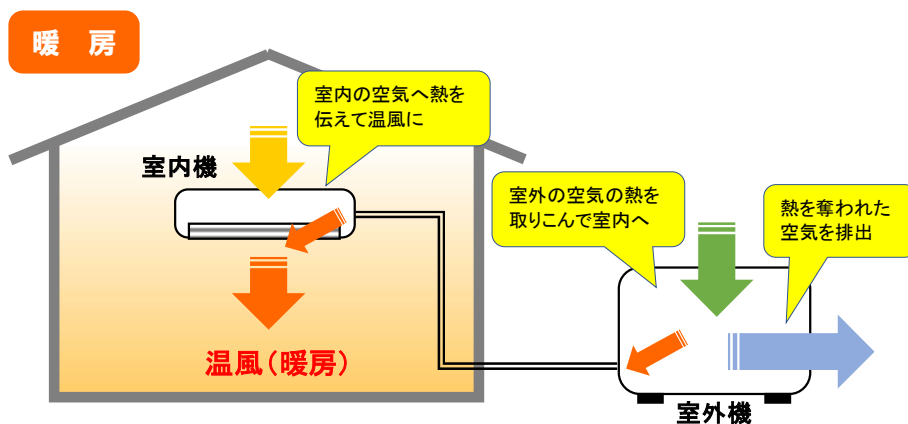 暖　房
室内の空気へ熱を
伝えて温風に
室内機
室外の空気の熱を
取りこんで室内へ
熱を奪われた
空気を排出
温風(暖房)
室外機